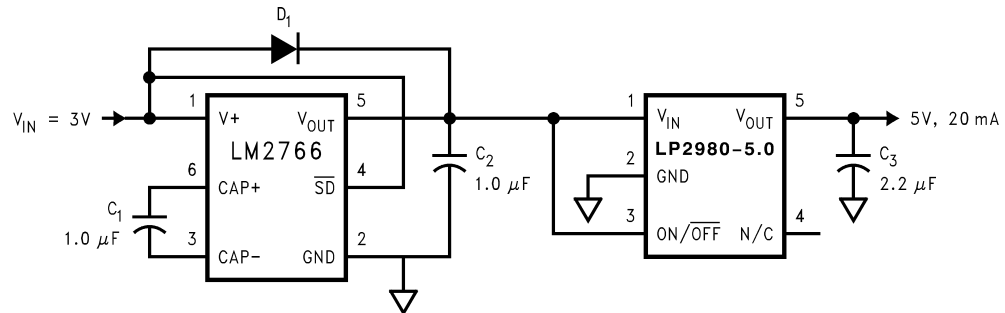 D1
VIN = 3V
1 V+ VOUT 5
LM2766
6 CAP+ SD 4
3 CAP− GND 2
C1
1.0 μF
C2
1.0 μF
1 VIN VOUT 5
LP2980-5.0
2 GND
3 ON/OFF N/C 4
5V, 20 mA
C3
2.2 μF